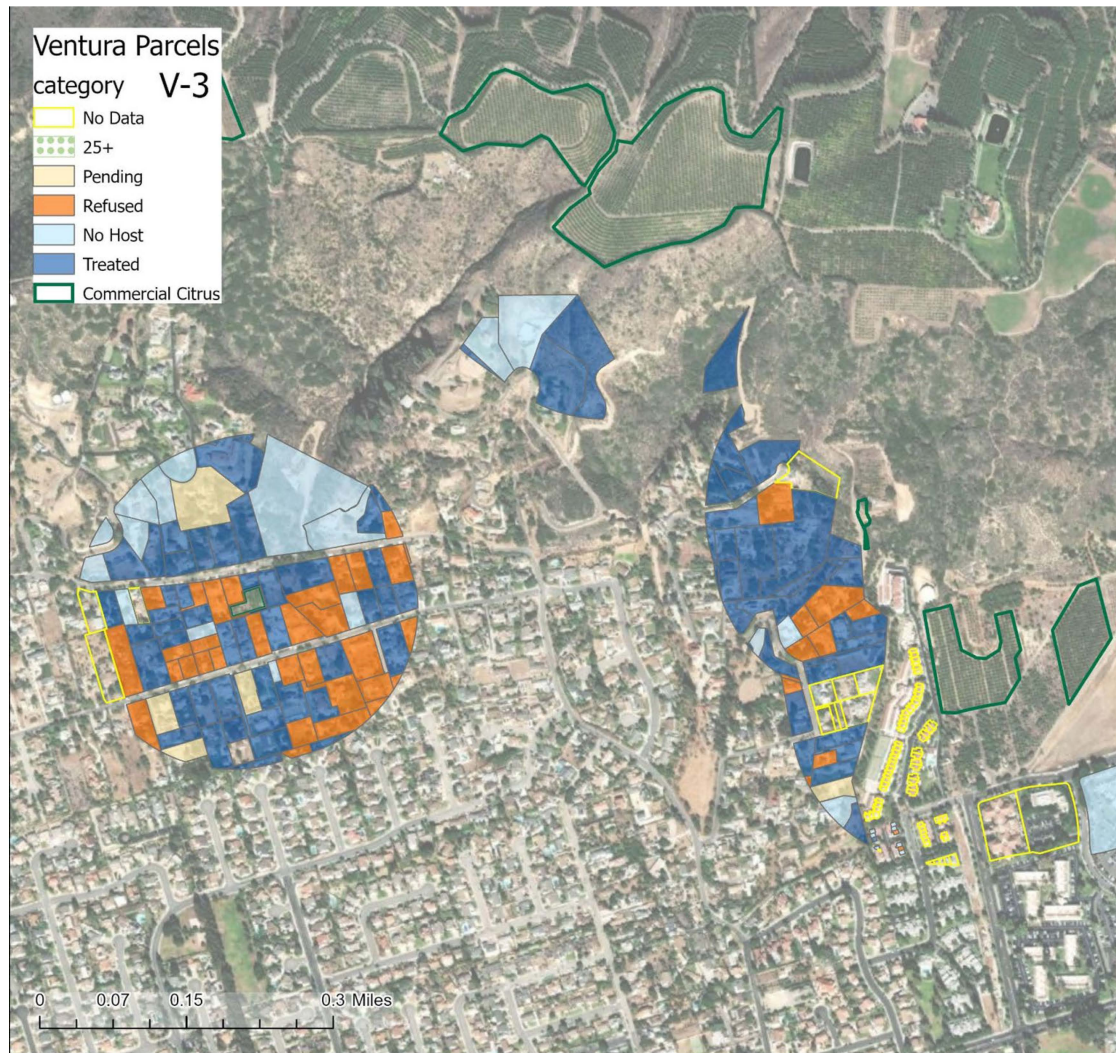 Ventura Parcels
category V-3
No Data
25+
Pending
Refused
No Host
Treated
Commercial Citrus
0 0.07 0.15 0.3 Miles